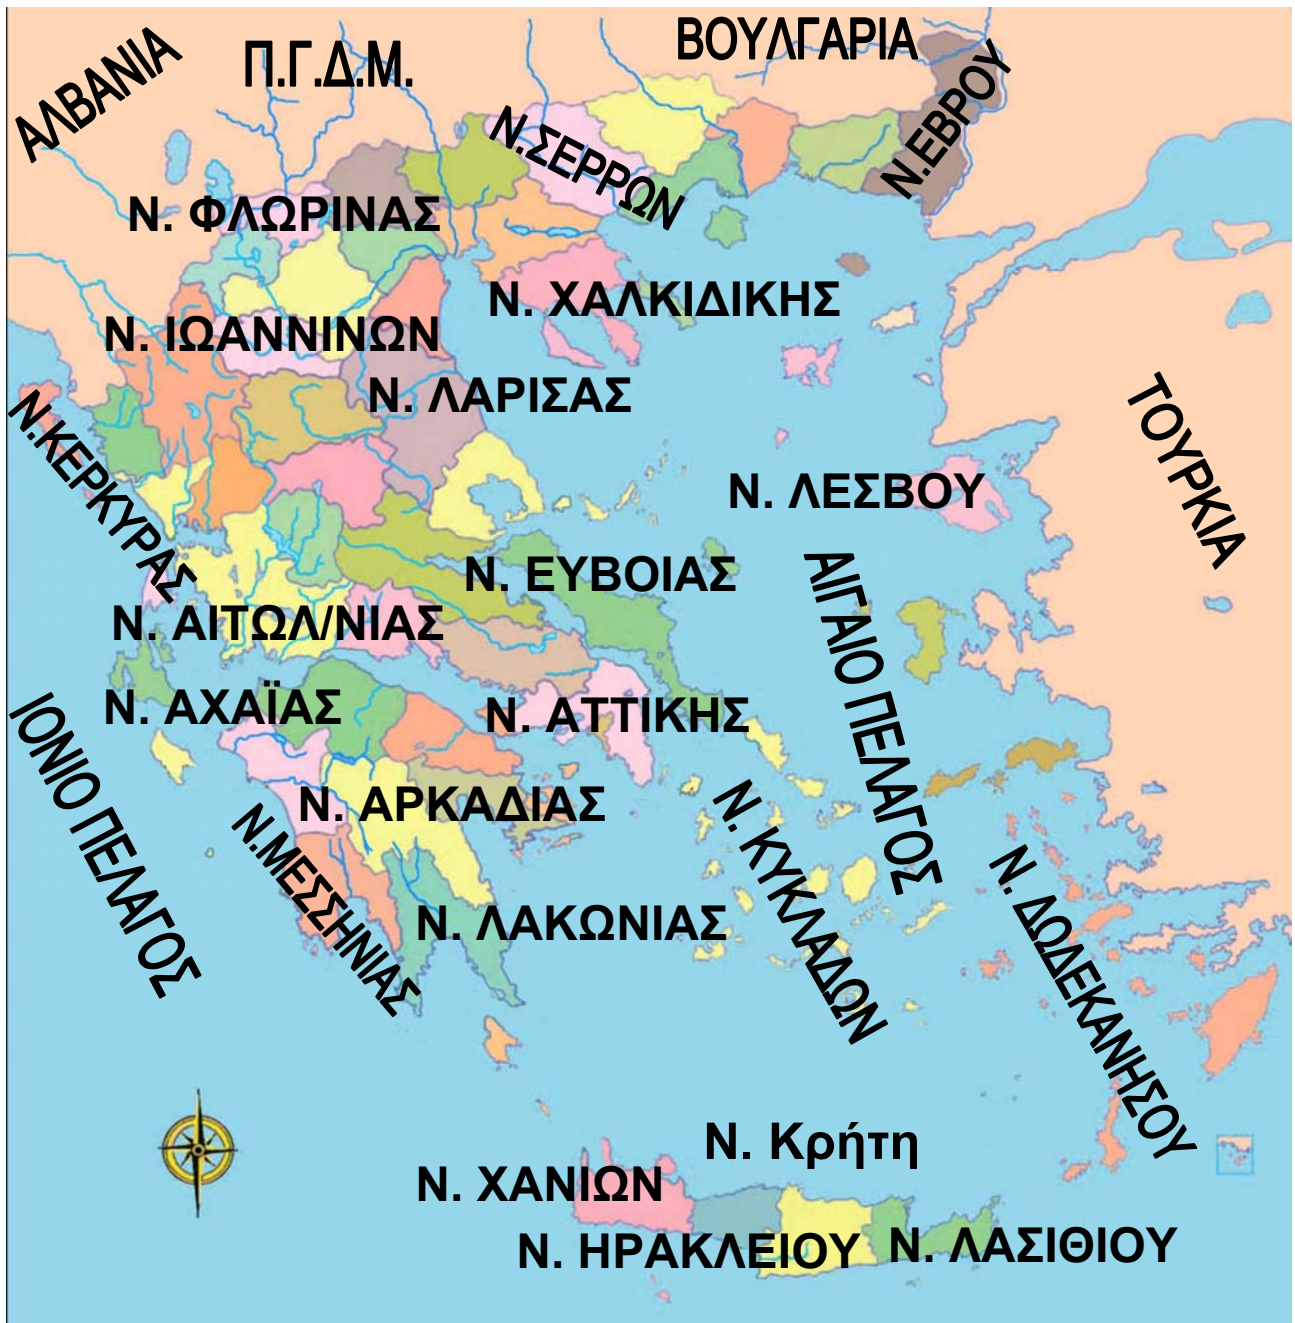 ΑΛΒΑΝΙΑ
Π.Γ.Δ.Μ.
ΒΟΥΛΓΑΡΙΑ
Ν.ΕΒΡΟΥ
Ν.ΣΕΡΡΩΝ
Ν. ΦΛΩΡΙΝΑΣ
Ν. ΧΑΛΚΙΔΙΚΗΣ
Ν. ΙΩΑΝΝΙΝΩΝ
Ν. ΛΑΡΙΣΑΣ
Ν.ΚΕΡΚΥΡΑΣ
ΤΟΥΡΚΙΑ
Ν. ΛΕΣΒΟΥ
Ν. ΕΥΒΟΙΑΣ
ΑΙΓΑΙΟ ΠΕΛΑΓΟΣ
Ν. ΑΙΤΩΛ/ΝΙΑΣ
Ν. ΑΧΑΪΑΣ
Ν. ΑΤΤΙΚΗΣ
ΙΟΝΙΟ ΠΕΛΑΓΟΣ
Ν. ΑΡΚΑΔΙΑΣ
Ν. ΚΥΚΛΑΔΩΝ
Ν.ΜΕΣΣΗΝΙΑΣ
Ν. ΔΩΔΕΚΑΝΗΣΟΥ
Ν. ΛΑΚΩΝΙΑΣ
Ν. Κρήτη
Ν. ΧΑΝΙΩΝ
Ν. ΗΡΑΚΛΕΙΟΥ
Ν. ΛΑΣΙΘΙΟΥ